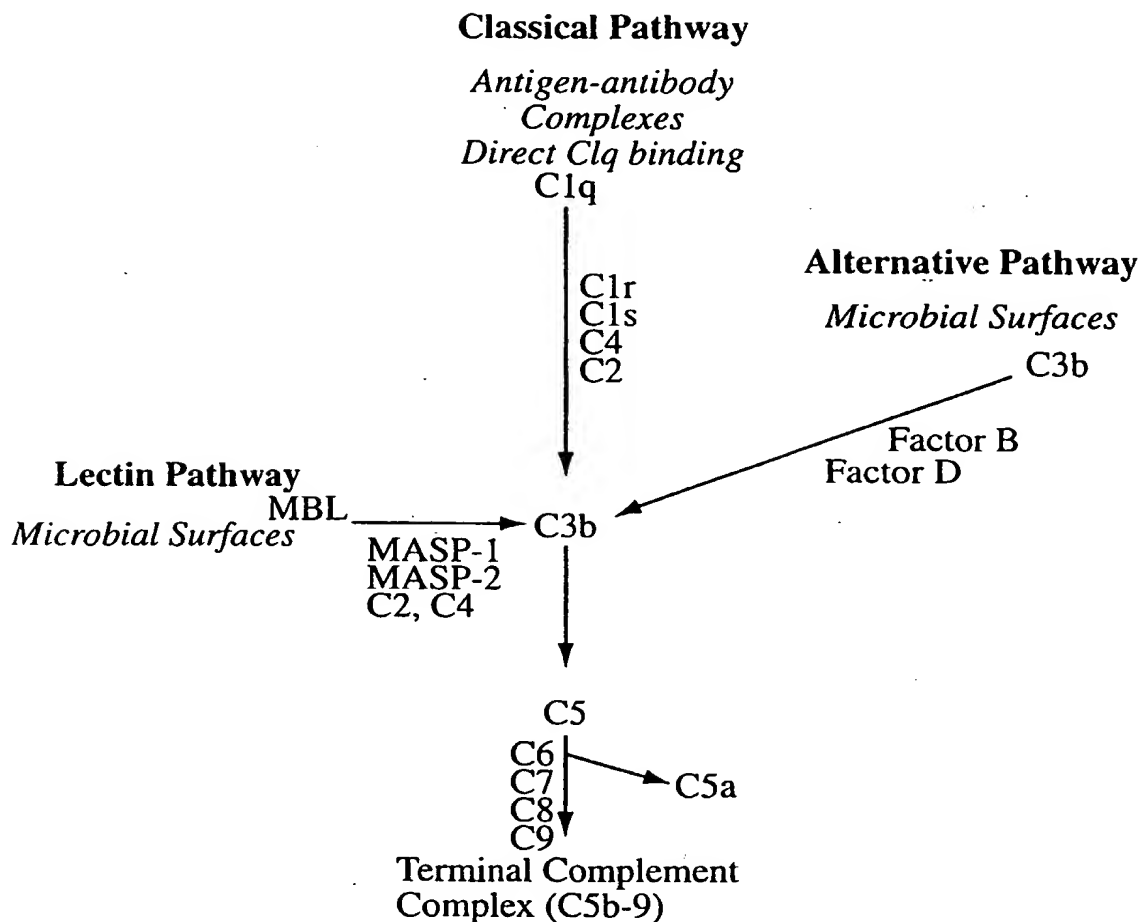 Classical Pathway
Antigen-antibody
Complexes
Direct Clq binding
C1q
C1r
C1s
C4
C2
Alternative Pathway
Microbial Surfaces
C3b
Factor B
Factor D
Lectin Pathway
MBL
Microbial Surfaces
MASP-1
MASP-2
C2, C4
C3b
C5
C6
C7
C8
C9
C5a
Terminal Complement
Complex (C5b-9)